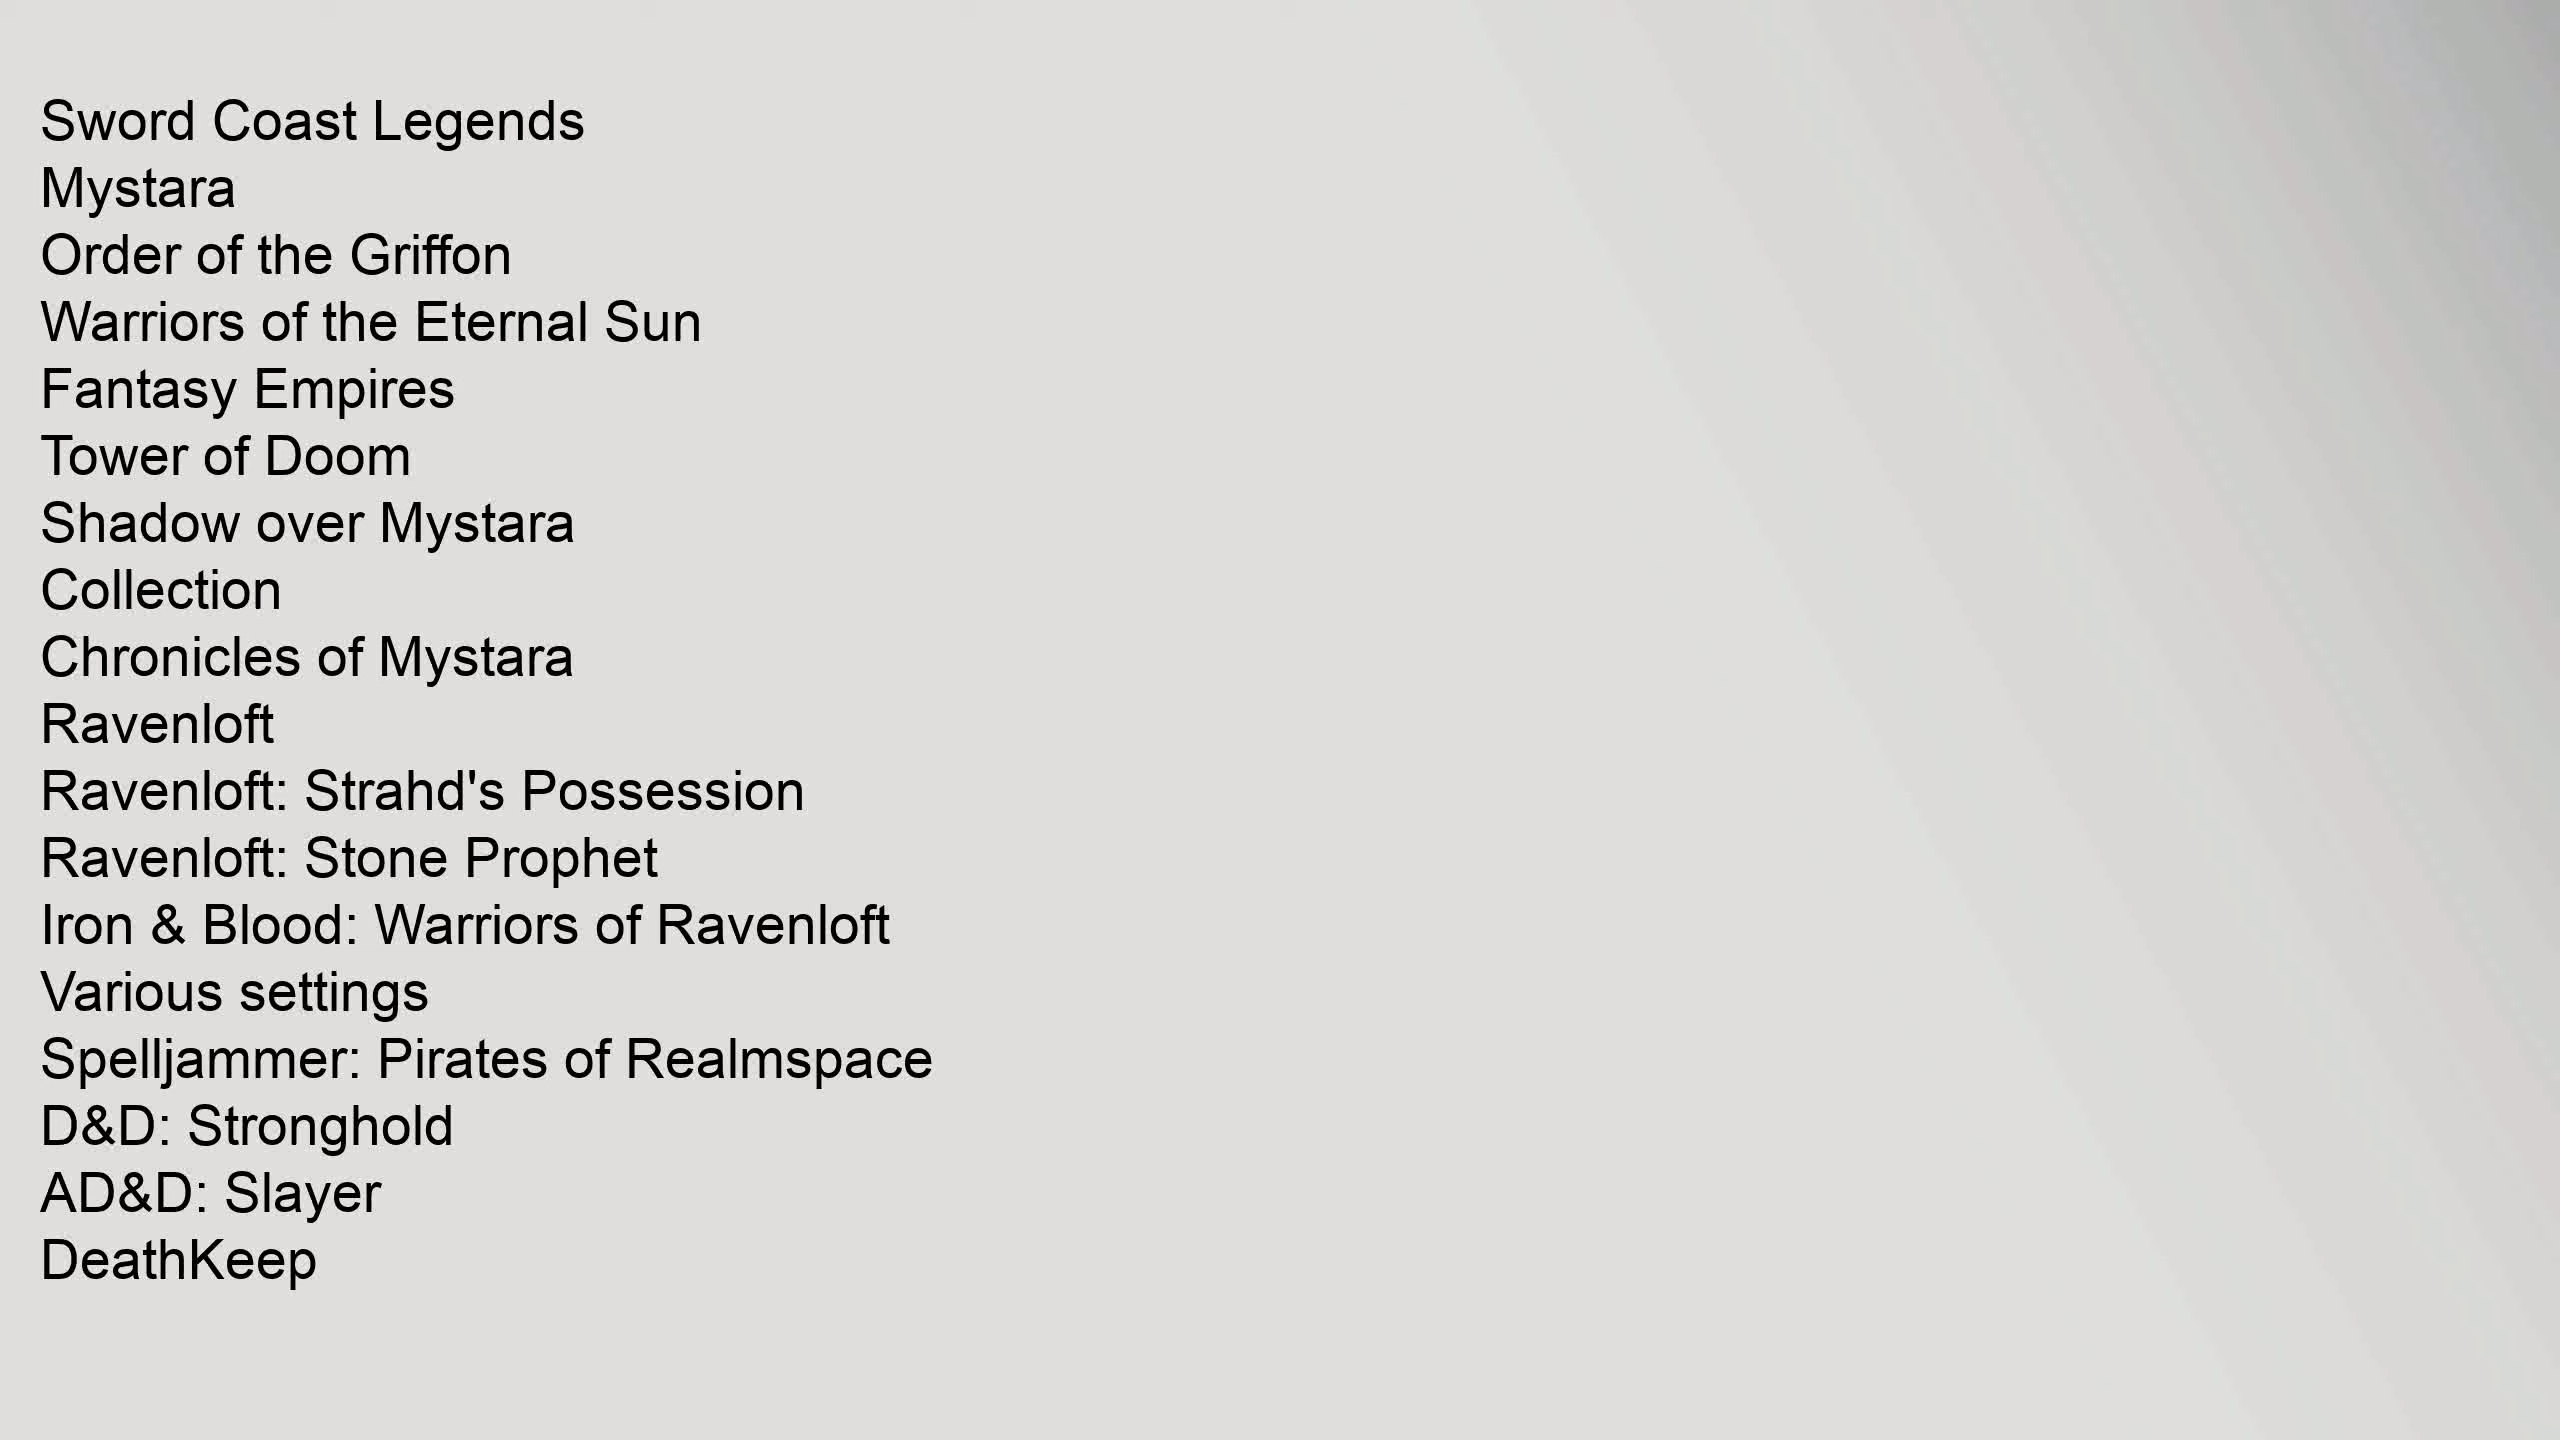 Sword Coast Legends
Mystara
Order of the Griffon
Warriors of the Eternal Sun
Fantasy Empires
Tower of Doom
Shadow over Mystara
Collection
Chronicles of Mystara
Ravenloft
Ravenloft: Strahd's Possession
Ravenloft: Stone Prophet
Iron & Blood: Warriors of Ravenloft
Various settings
Spelljammer: Pirates of Realmspace
D&D: Stronghold
AD&D: Slayer
DeathKeep